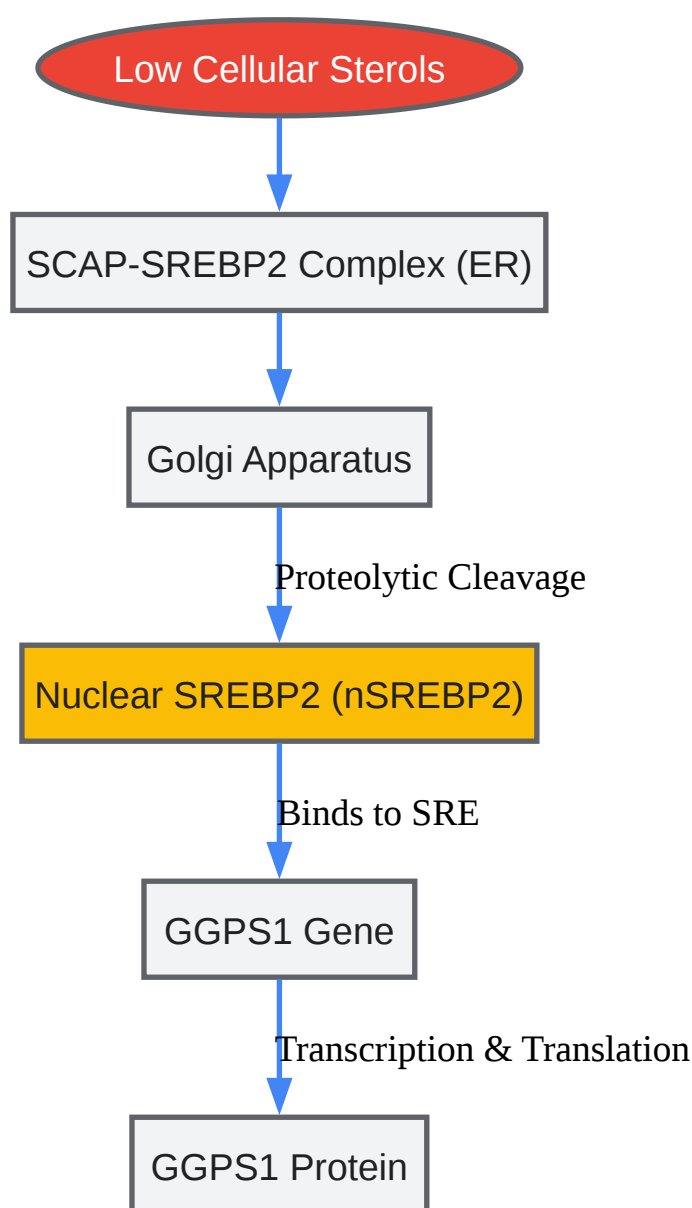 Low Cellular Sterols
SCAP-SREBP2 Complex (ER)
Golgi Apparatus
Proteolytic Cleavage
Nuclear SREBP2 (nSREBP2)
Binds to SRE
GGPS1 Gene
Transcription & Translation
GGPS1 Protein